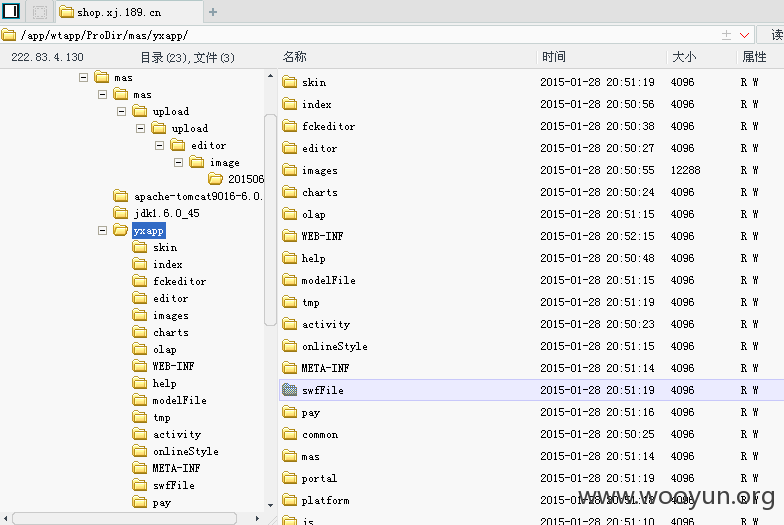 shop.xj.189.cn
/app/wtapp/ProDir/mas/yxapp/
读
222.83.4.130
目录(23),文件(3)
名称
时间
大小
属性
mas
mas
upload
upload
editor
image
201506
apache-tomcat9016-6.0.
jdk1.6.0_45
yxapp
skin
index
fckeditor
editor
images
charts
olap
WEB-INF
help
modelFile
tmp
activity
onlineStyle
META-INF
swfFile
pay
skin 2015-01-28 20:51:19 4096 R W
index 2015-01-28 20:50:56 4096 R W
fckeditor 2015-01-28 20:50:38 4096 R W
editor 2015-01-28 20:50:27 4096 R W
images 2015-01-28 20:50:55 12288 R W
charts 2015-01-28 20:50:24 4096 R W
olap 2015-01-28 20:51:15 4096 R W
WEB-INF 2015-01-28 20:52:15 4096 R W
help 2015-01-28 20:50:48 4096 R W
modelFile 2015-01-28 20:51:15 4096 R W
tmp 2015-01-28 20:51:19 4096 R W
activity 2015-01-28 20:50:23 4096 R W
onlineStyle 2015-01-28 20:51:15 4096 R W
META-INF 2015-01-28 20:51:14 4096 R W
swfFile 2015-01-28 20:51:19 4096 R W
pay 2015-01-28 20:51:16 4096 R W
common 2015-01-28 20:50:25 4096 R W
mas 2015-01-28 20:51:14 4096 R W
portal 2015-01-28 20:51:19 4096 R W
platform 2015-01-28 20:51:18 4096 R W
js
www.wooyun.org